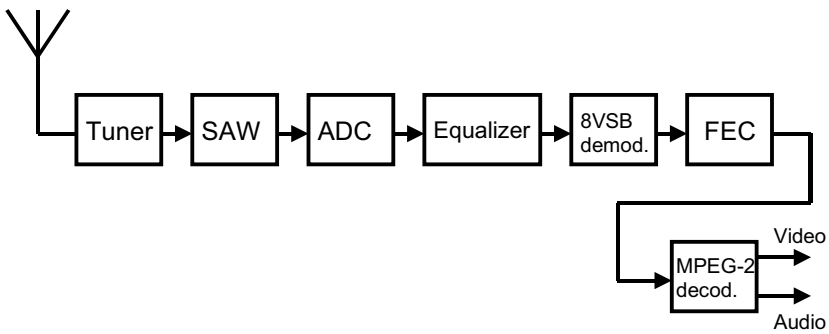 Tuner
SAW
ADC
Equalizer
8VSB
demod.
FEC
MPEG-2
decod.
Video
Audio